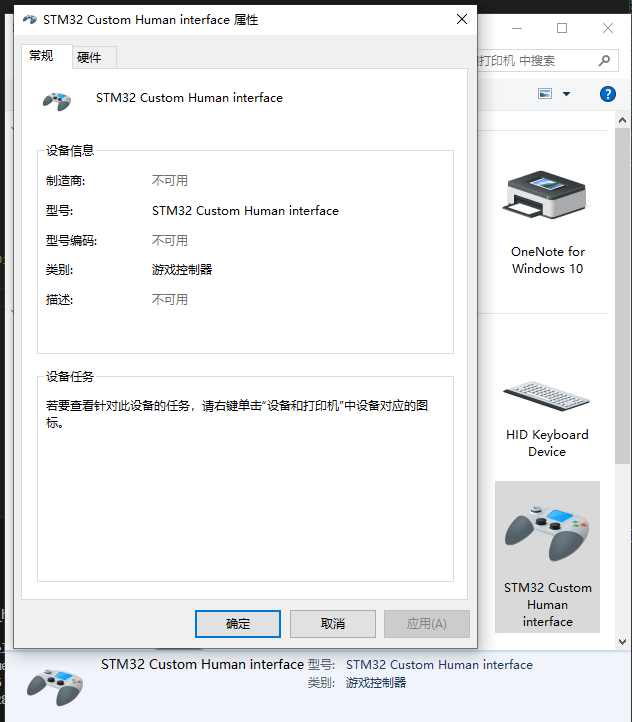 STM32 Custom Human interface 属性
常规
硬件
STM32 Custom Human interface
设备信息
制造商:
不可用
型号:
STM32 Custom Human interface
型号编码:
不可用
类别:
游戏控制器
描述:
不可用
设备任务
若要查看针对此设备的任务，请右键单击“设备和打印机”中设备对应的图
标。
确定
取消
应用(A)
打印机 中搜索
OneNote for
Windows 10
HID Keyboard
Device
STM32 Custom
Human
interface
STM32 Custom Human interface
型号:
STM32 Custom Human interface
类别:
游戏控制器